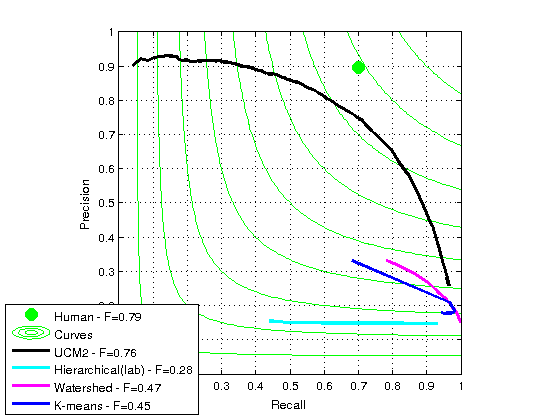 1
0.9
0.8
0.7
0.6
0.5
0.4
0.3
Precision
0.3 0.4 0.5 0.6 0.7 0.8 0.9 1
Recall
Human - F=0.79
Curves
UCM2 - F=0.76
Hierarchical(lab) - F=0.28
Watershed - F=0.47
K-means - F=0.45